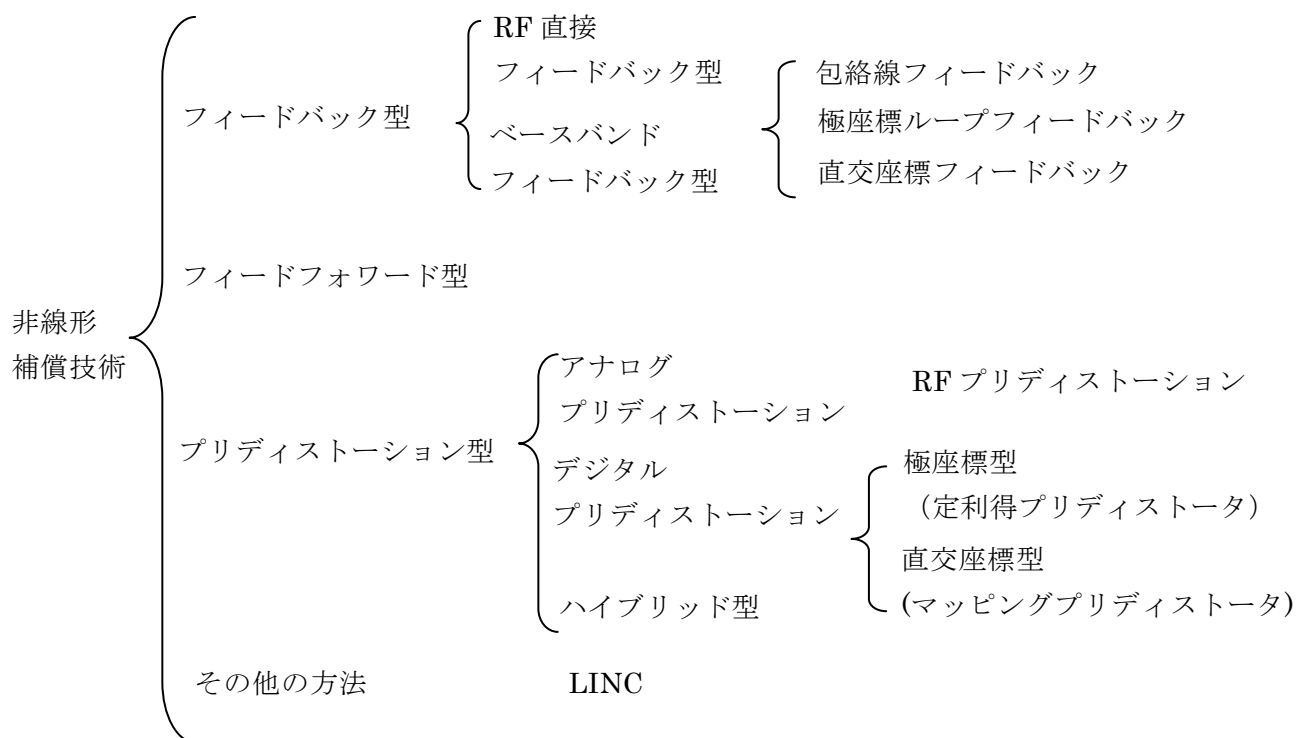 非線形
補償技術
フィードバック型
RF 直接
フィードバック型
ベースバンド
フィードバック型
包絡線フィードバック
極座標ループフィードバック
直交座標フィードバック
フィードフォワード型
プリディストーション型
アナログ
プリディストーション
RF プリディストーション
デジタル
プリディストーション
極座標型
（定利得プリディストータ）
直交座標型
(マッピングプリディストータ)
ハイブリッド型
その他の方法
LINC